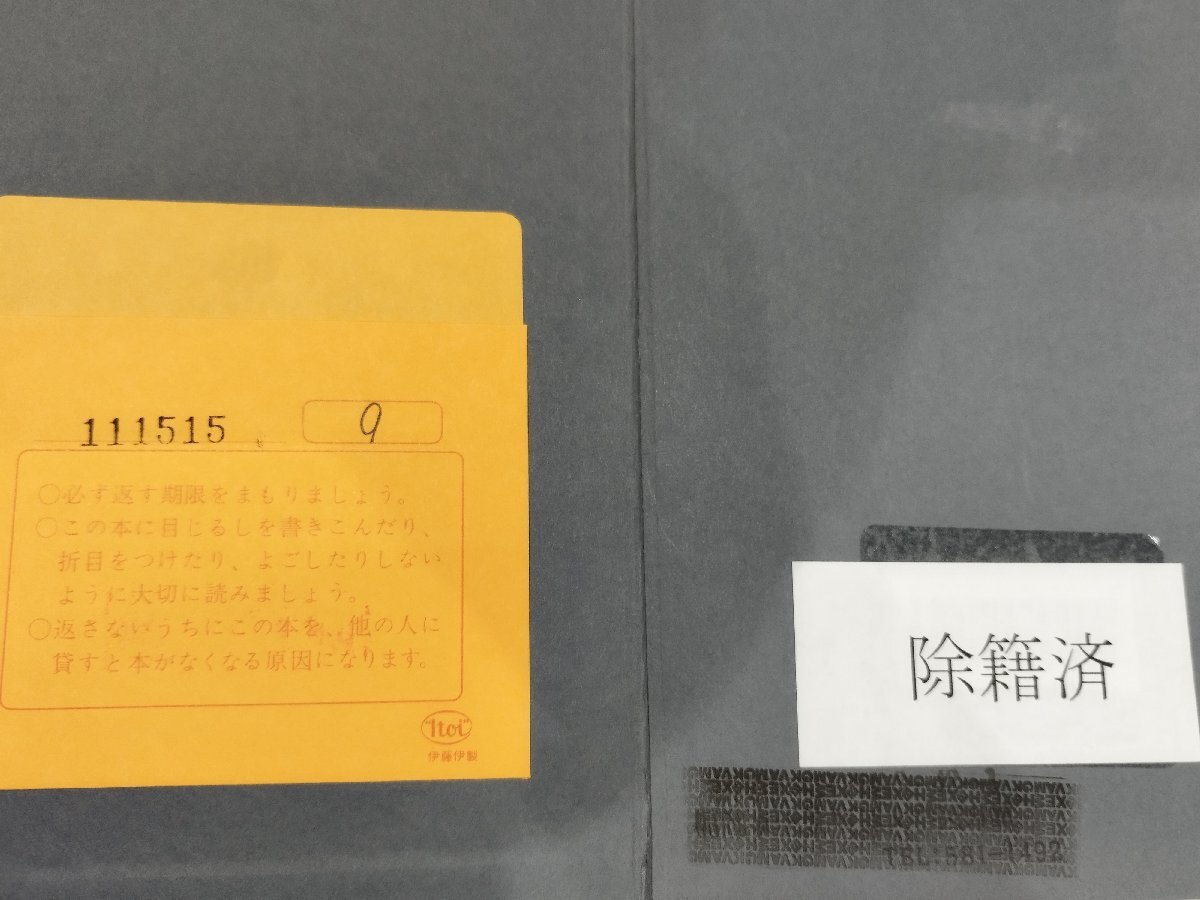 111515
9
○必ず返す期限をまもりましょう。
○この本に目じるしを書きこんだり、
折目をつけたり、よごしたりしない
ように大切に読みましょう。
○返さないうちにこの本を、他の人に
貸すと本がなくなる原因になります。
"Itoi"
伊藤伊製
除籍済
TEL:581-1492